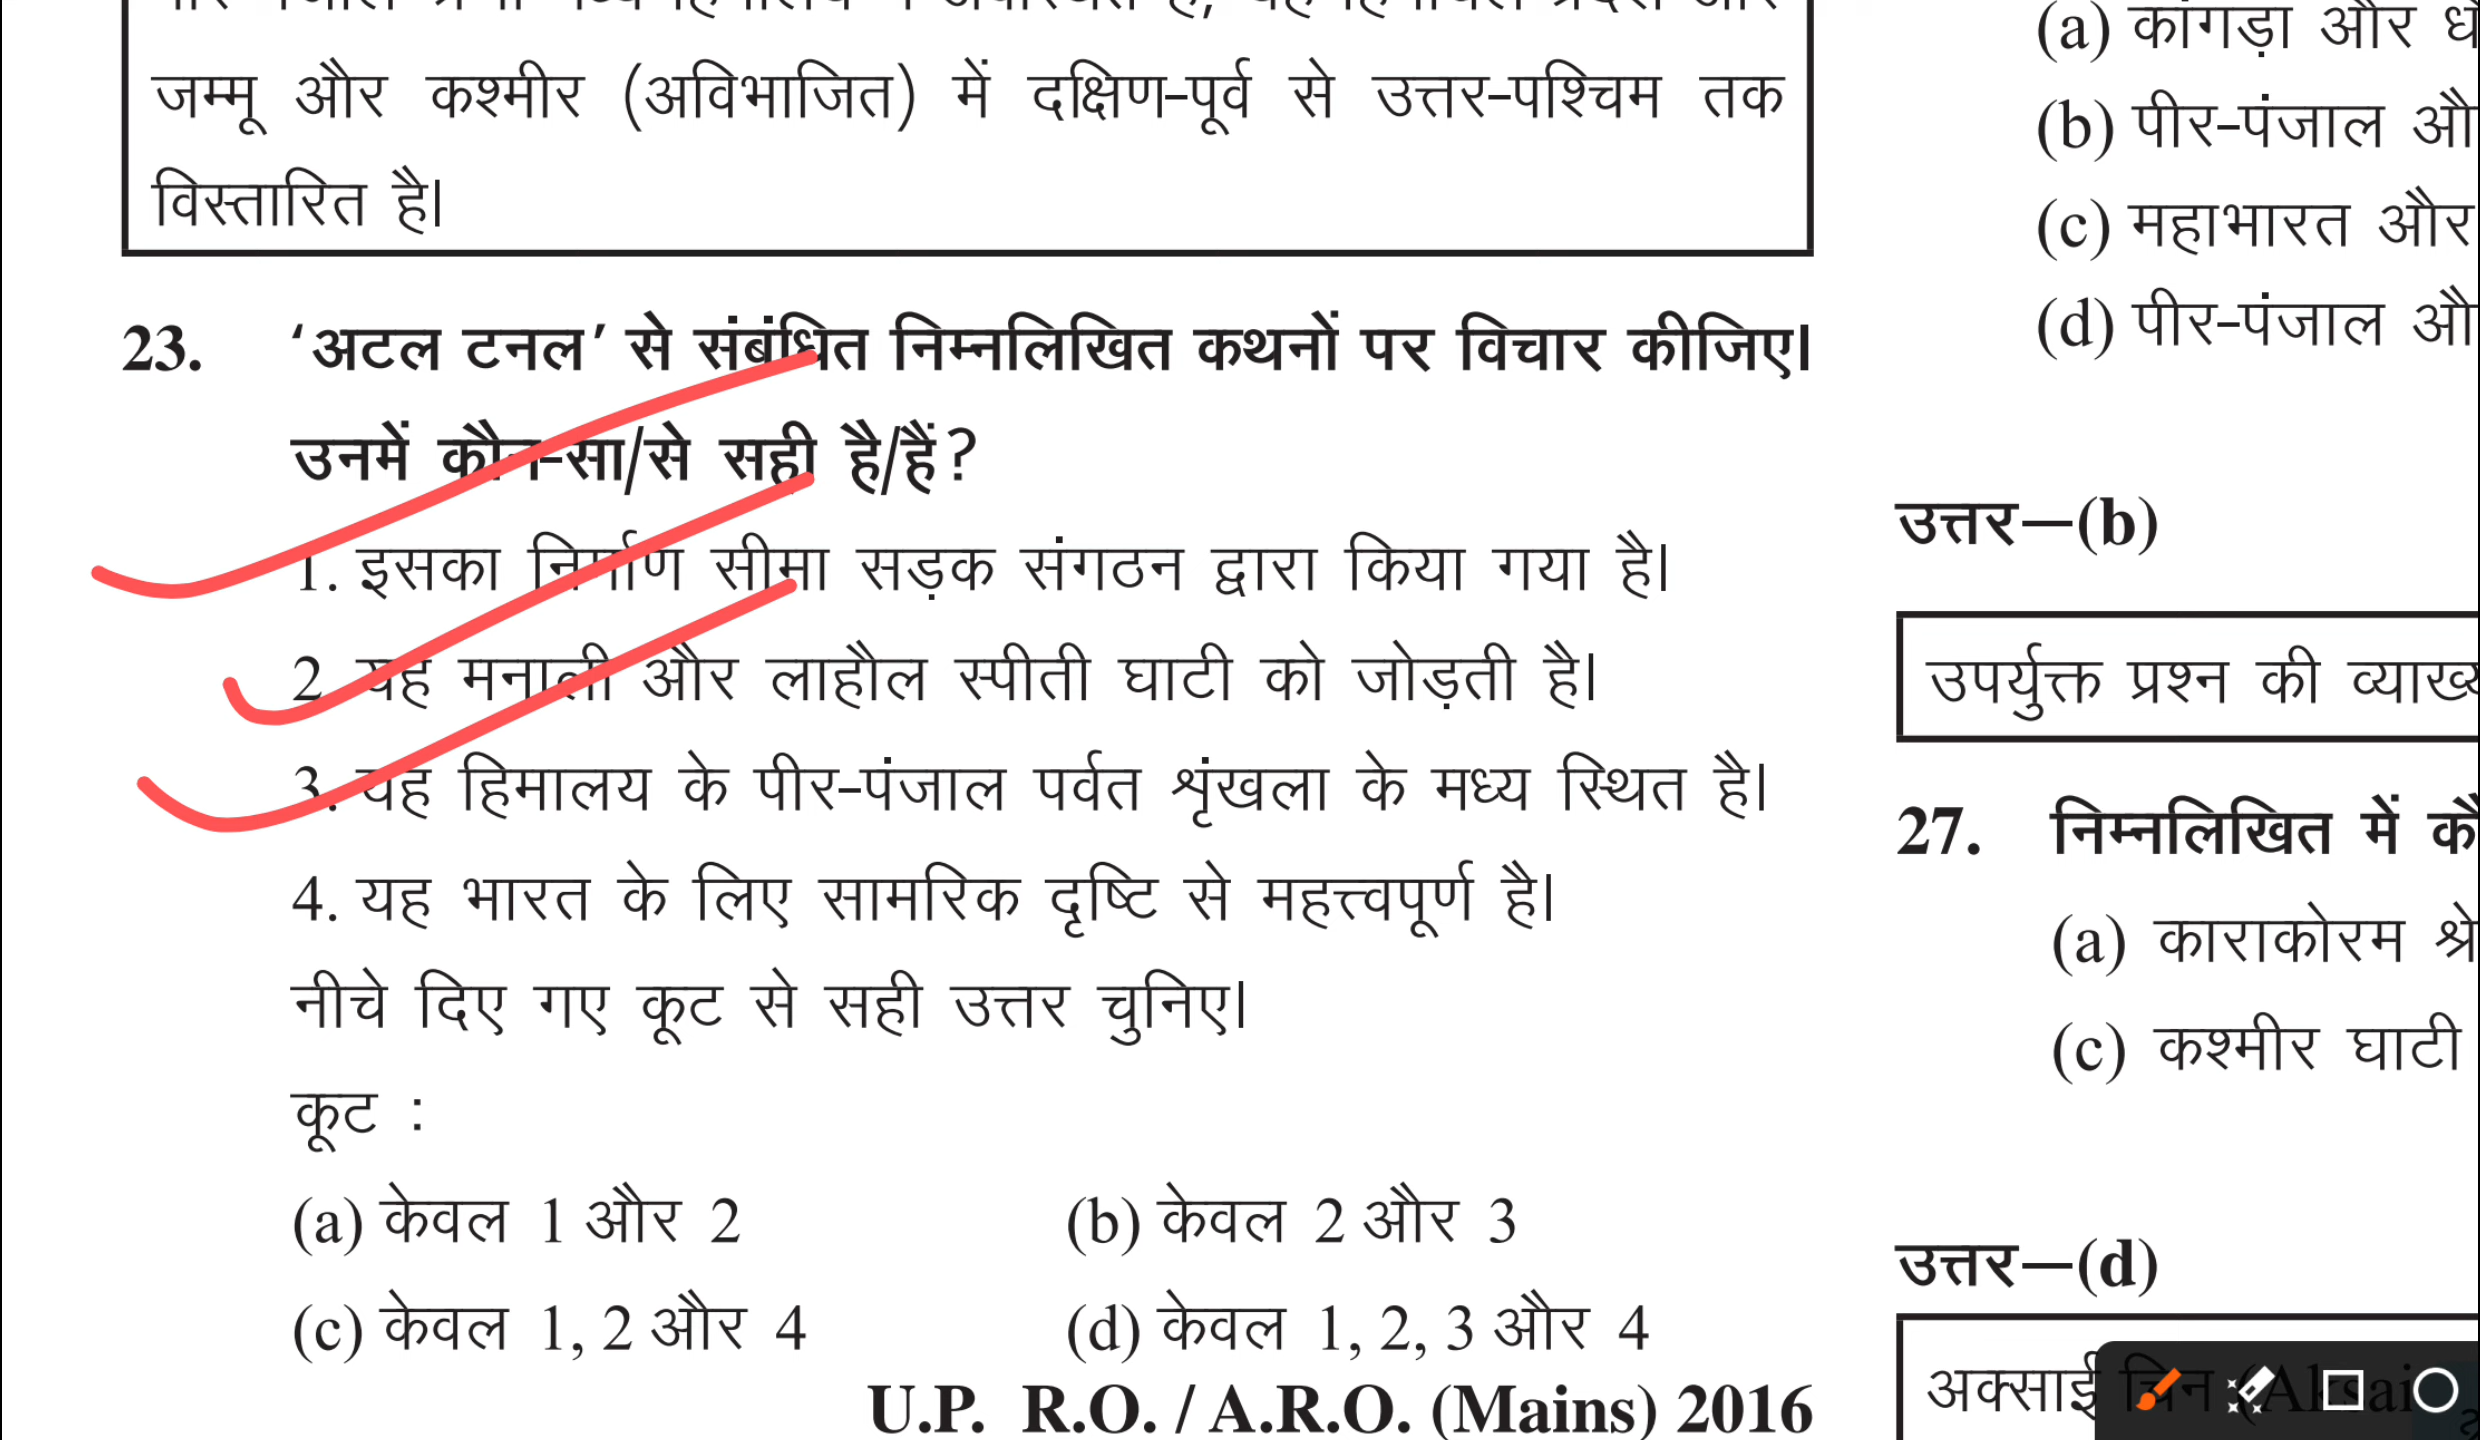 जम्मू और कश्मीर (अविभाजित) में दक्षिण-पूर्व से उत्तर-पश्चिम तक
विस्तारित है।
23. ‘अटल टनल’ से संबंधित निम्नलिखित कथनों पर विचार कीजिए।
उनमें कौन-सा/से सही है/हैं?
1. इसका निर्माण सीमा सड़क संगठन द्वारा किया गया है।
2. यह मनाली और लाहौल स्पीती घाटी को जोड़ती है।
3. यह हिमालय के पीर-पंजाल पर्वत शृंखला के मध्य स्थित है।
4. यह भारत के लिए सामरिक दृष्टि से महत्त्वपूर्ण है।
नीचे दिए गए कूट से सही उत्तर चुनिए।
कूट :
(a) केवल 1 और 2 (b) केवल 2 और 3
(c) केवल 1, 2 और 4 (d) केवल 1, 2, 3 और 4
U.P. R.O. / A.R.O. (Mains) 2016
(a) कांगड़ा और
(b) पीर-पंजाल
(c) महाभारत और
(d) पीर-पंजाल
उत्तर—(b)
उपर्युक्त प्रश्न की
27. निम्नलिखित में
(a) काराकोरम
(c) कश्मीर घाटी
उत्तर—(d)
अक्साई चिन (Aksai